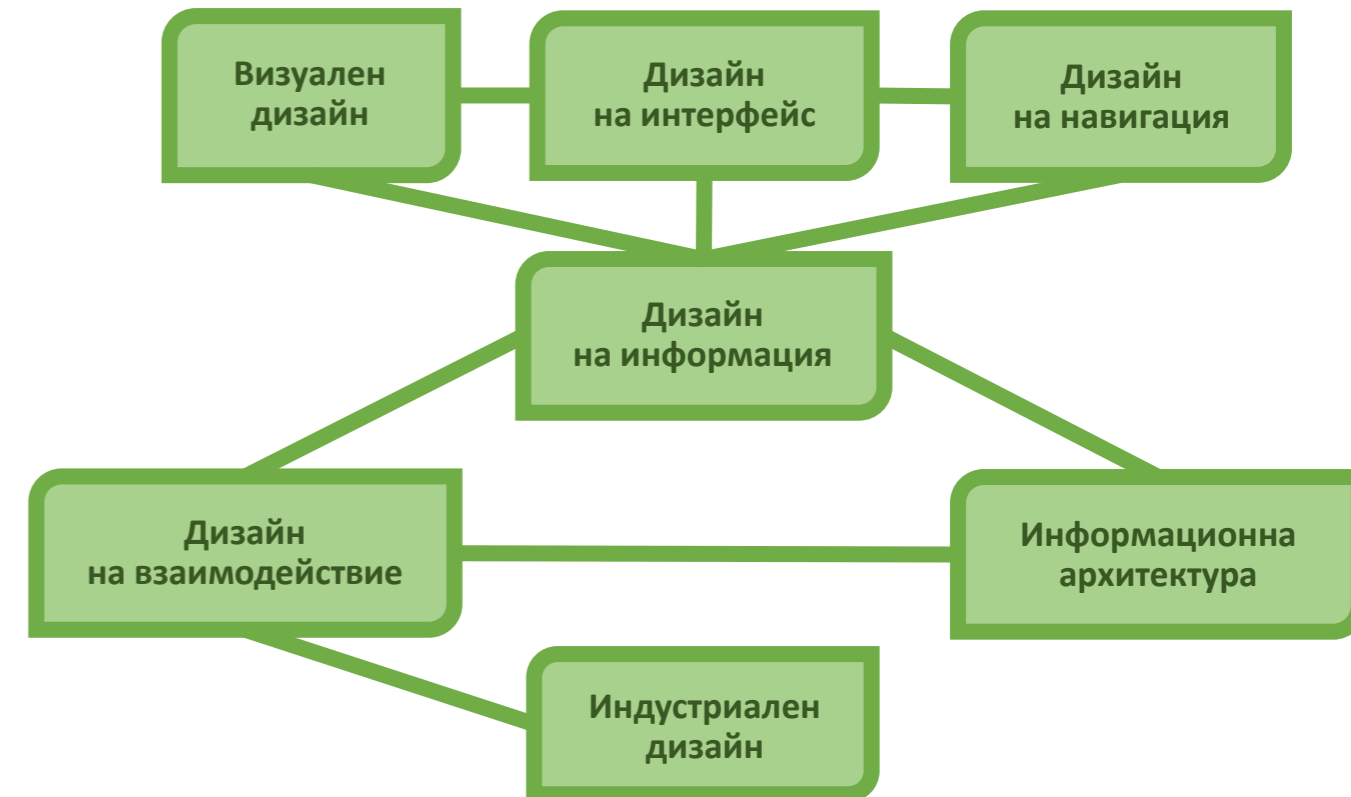 Визуален
дизайн
Дизайн
на интерфейс
Дизайн
на навигация
Дизайн
на информация
Дизайн
на взаимодействие
Информационна
архитектура
Индустриален
дизайн